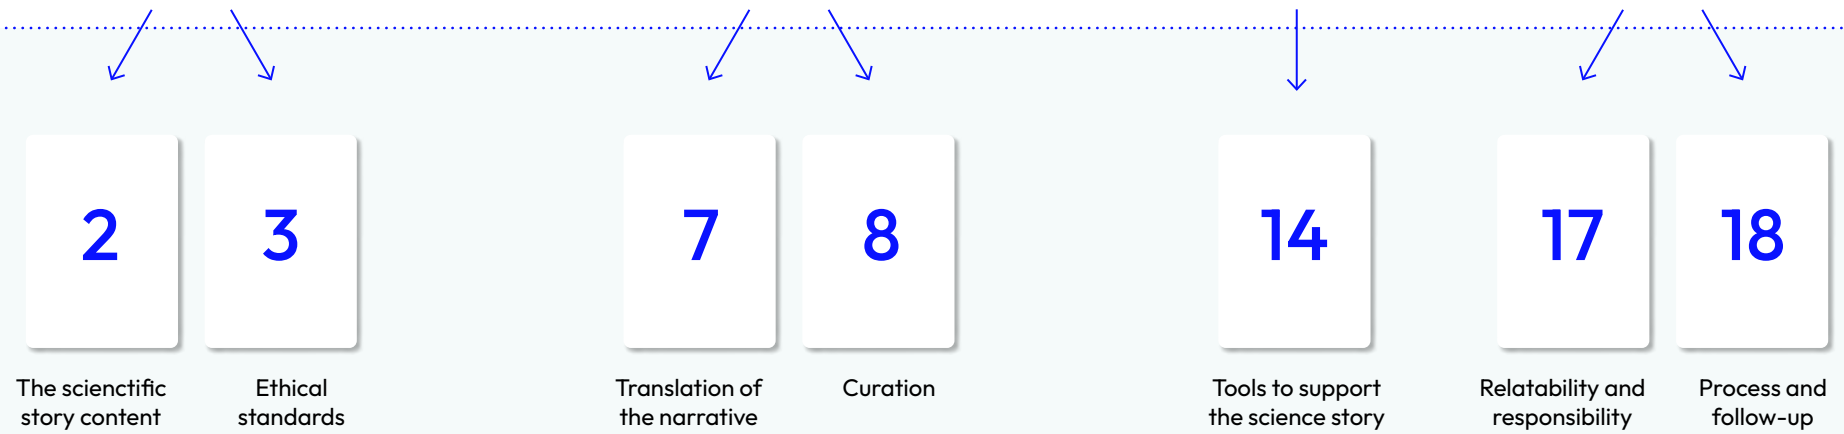 2
3
7
8
14
17
18
The scienctific
story content
Ethical
standards
Translation of
the narrative
Curation
Tools to support
the science story
Relatability and
responsibility
Process and
follow-up